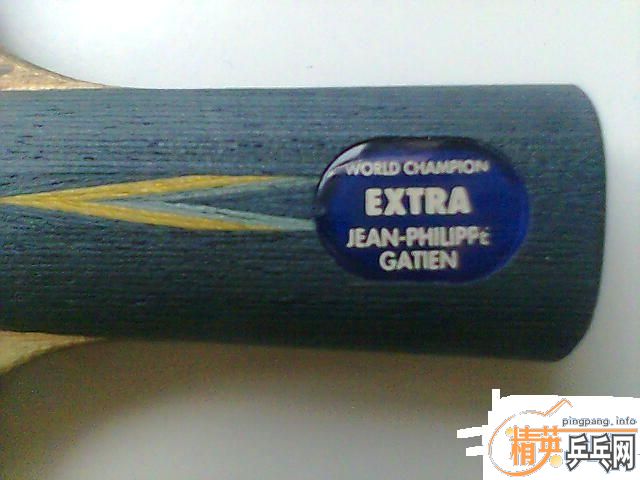 WORLD CHAMPION
EXTRA
JEAN-PHILIPPE
GATIEN
pingpang.info
精英乒乓网